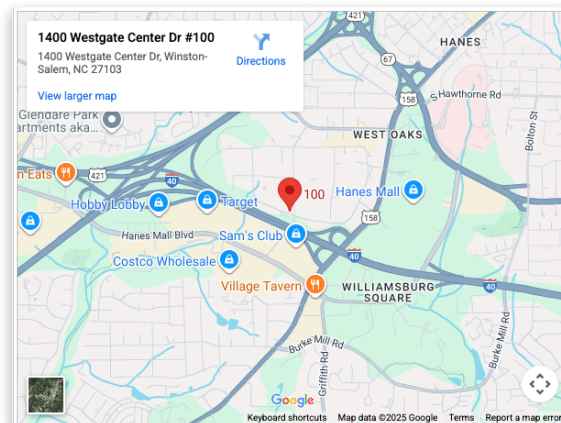 1400 Westgate Center Dr #100
1400 Westgate Center Dr, Winston-
Salem, NC 27103
Directions
View larger map
HANES
67
158
S Hawthorne Rd
Bolton St
Glendare Park
artments aka...
421
WEST OAKS
n Eats
421
40
Hobby Lobby
Target
100
Hanes Mall
158
Hanes Mall Blvd
Sam's Club
40
Costco Wholesale
Village Tavern
WILLIAMSBURG
SQUARE
40
Burke Mill Rd
Griffith Rd
Burke Mill Rd
Google
Keyboard shortcuts
Map data ©2025 Google
Terms
Report a map error